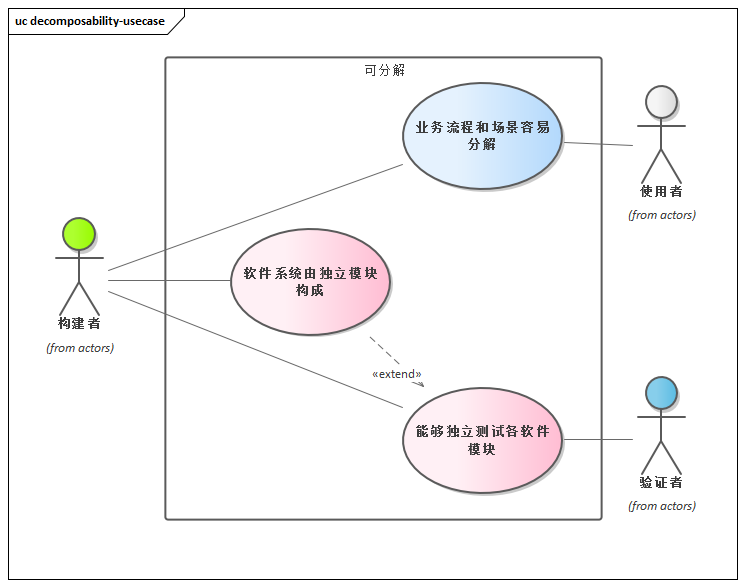 uc decomposability-usecase
可分解
业务流程和场景容易
分解
使用者
(from actors)
软件系统由独立模块
构成
构建者
(from actors)
«extend»
能够独立测试各软件
模块
验证者
(from actors)